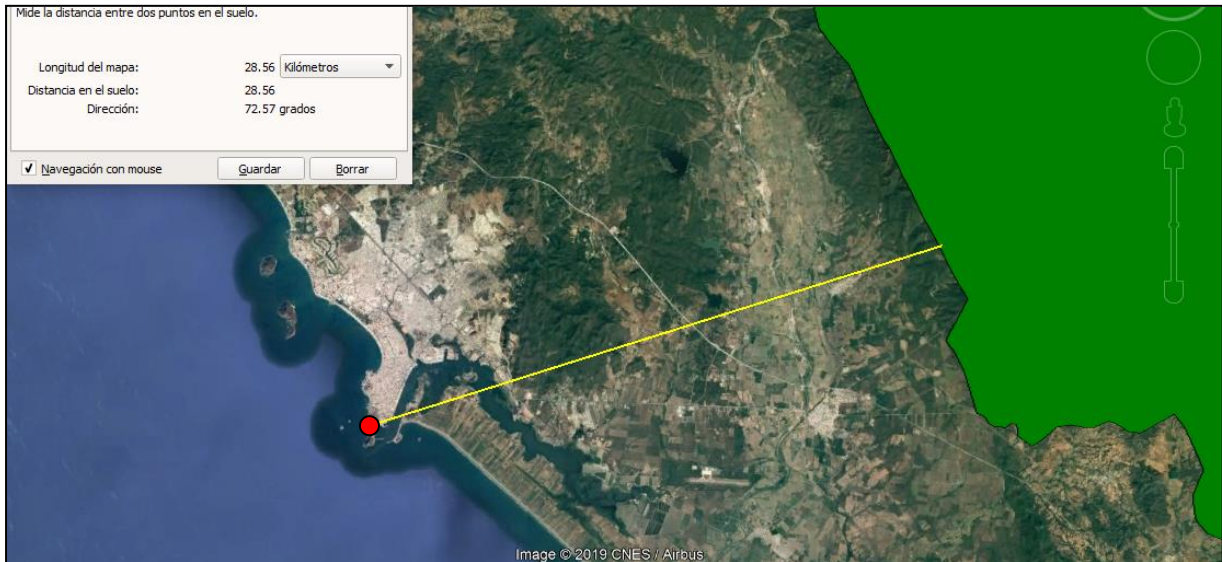 Mide la distancia entre dos puntos en el suelo.
Longitud del mapa: 28.56 Kilómetros
Distancia en el suelo: 28.56
Dirección: 72.57 grados
Navegación con mouse Guardar Borrar
Image © 2019 CNES / Airbus